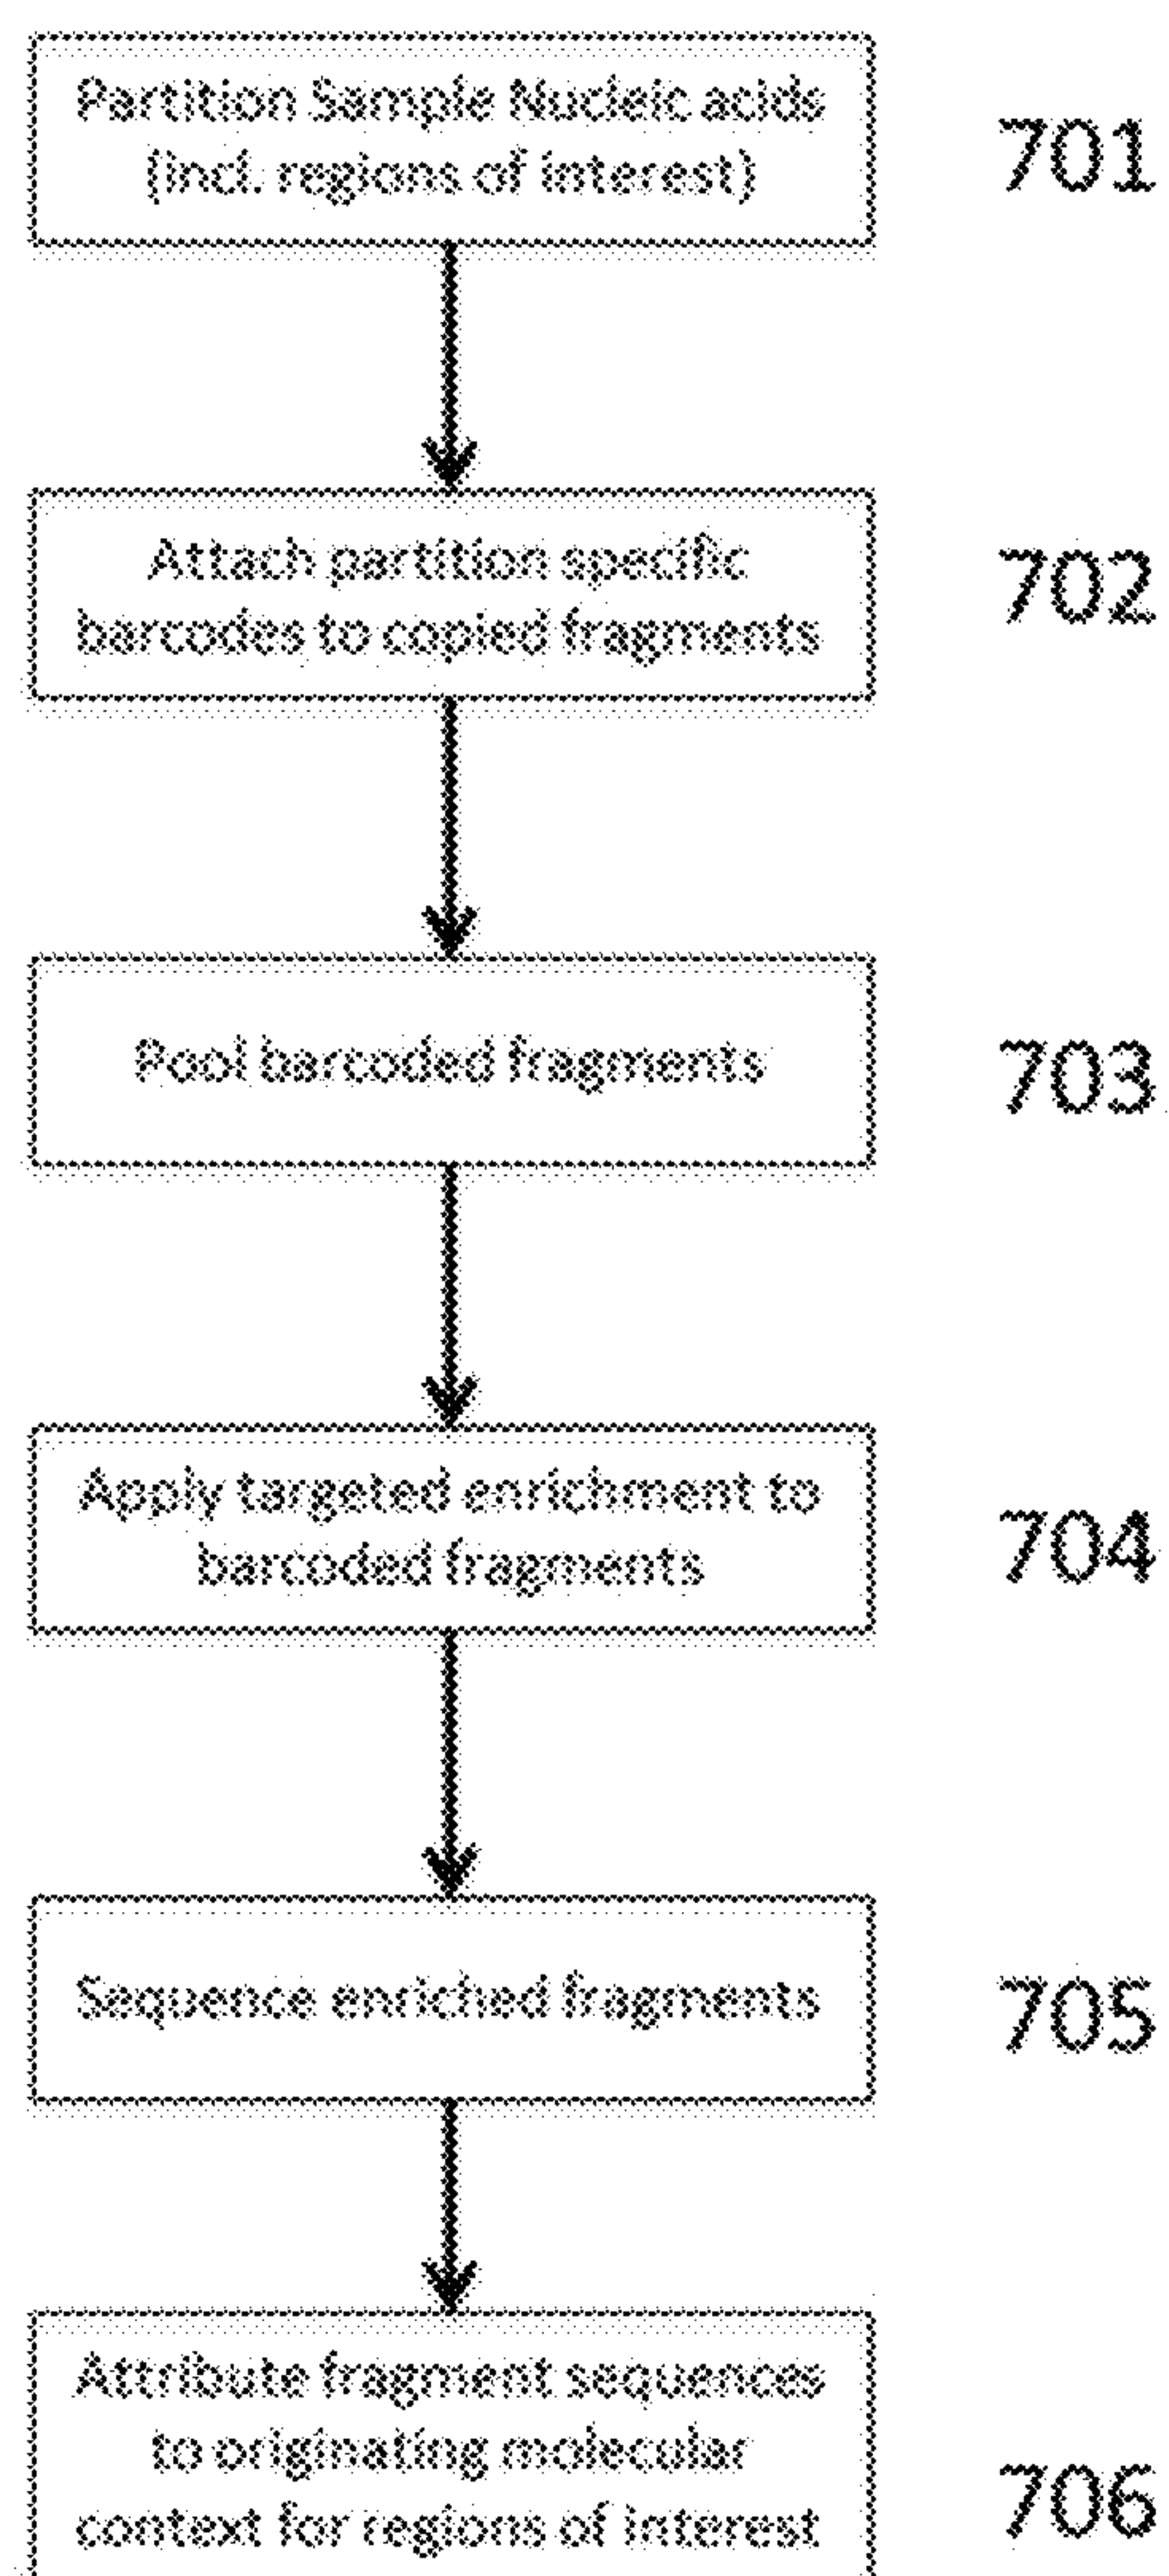 Partition Sample Nucleic acids
(incl. regions of interest)
701
Attach partition specific
barcodes to copied fragments
702
Pool barcoded fragments
703
Apply targeted enrichment to
barcoded fragments
704
Sequence enriched fragments
705
Attribute fragment sequences
to originating molecular
context for regions of interest
706